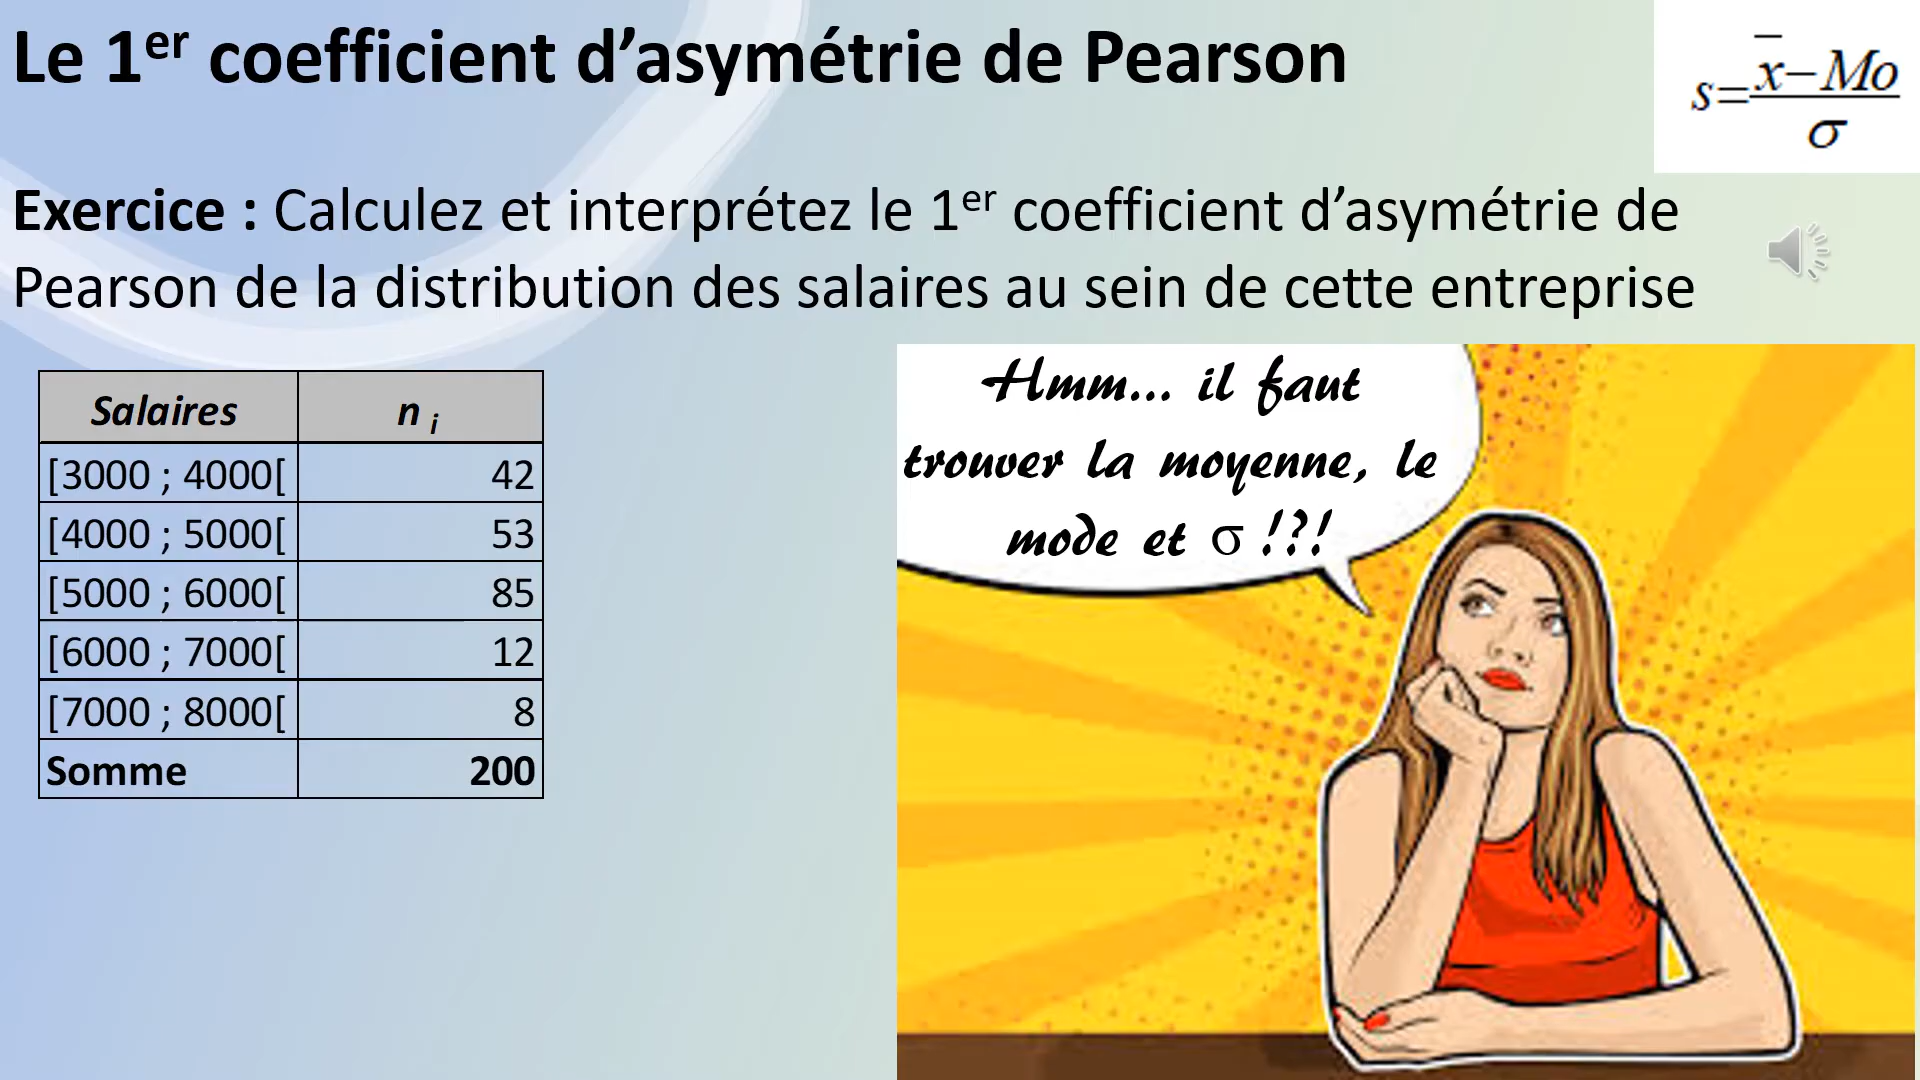 Le 1er coefficient d’asymétrie de Pearson
s = x̄ − Mo / σ
Exercice : Calculez et interprétez le 1er coefficient d’asymétrie de
Pearson de la distribution des salaires au sein de cette entreprise
Salaires n i
[3000 ; 4000[ 42
[4000 ; 5000[ 53
[5000 ; 6000[ 85
[6000 ; 7000[ 12
[7000 ; 8000[ 8
Somme 200
Hmm... il faut
trouver la moyenne, le
mode et σ !?!